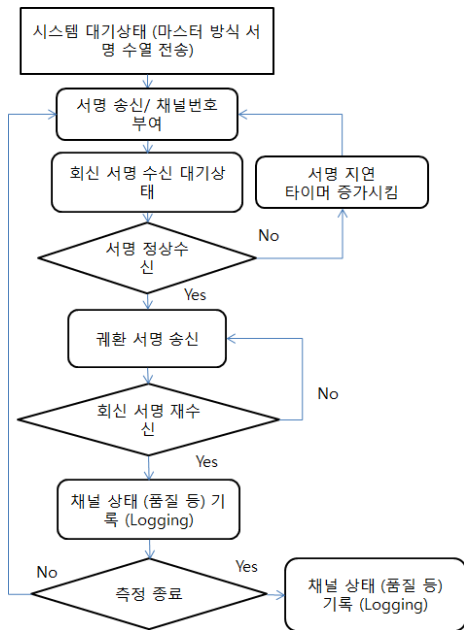 시스템 대기상태 (마스터 방식 서
명 수열 전송)
서명 송신/ 채널번호
부여
회신 서명 수신 대기상
태
서명 지연
타이머 증가시킴
서명 정상수
신
No
Yes
궤환 서명 송신
회신 서명 재수
신
No
Yes
채널 상태 (품질 등) 기
록 (Logging)
No
Yes
측정 종료
채널 상태 (품질 등)
기록 (Logging)